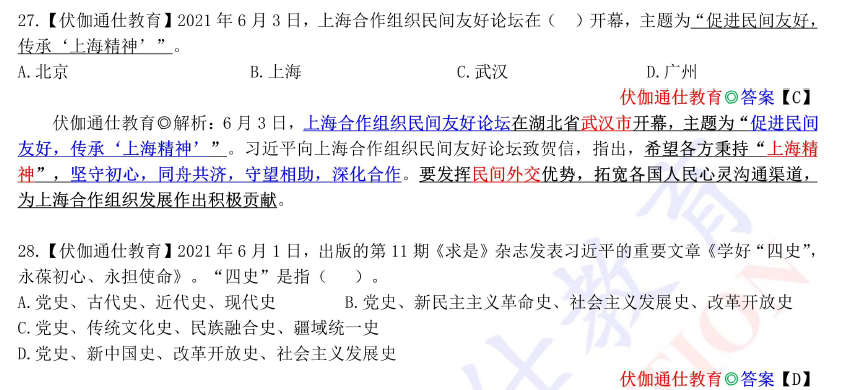 27.【伏伽通仕教育】2021 年 6 月 3 日，上海合作组织民间友好论坛在（  ）开幕，主题为“促进民间友好，
传承‘上海精神’”。
A.北京 B.上海 C.武汉 D.广州
伏伽通仕教育◎答案【C】
伏伽通仕教育◎解析：6 月 3 日，上海合作组织民间友好论坛在湖北省武汉市开幕，主题为“促进民间
友好，传承‘上海精神’”。习近平向上海合作组织民间友好论坛致贺信，指出，希望各方秉持“上海精
神”，坚守初心，同舟共济，守望相助，深化合作。要发挥民间外交优势，拓宽各国人民心灵沟通渠道，
为上海合作组织发展作出积极贡献。
28.【伏伽通仕教育】2021 年 6 月 1 日，出版的第 11 期《求是》杂志发表习近平的重要文章《学好“四史”，
永葆初心、永担使命》。“四史”是指（  ）。
A.党史、古代史、近代史、现代史 B.党史、新民主主义革命史、社会主义发展史、改革开放史
C.党史、传统文化史、民族融合史、疆域统一史
D.党史、新中国史、改革开放史、社会主义发展史
伏伽通仕教育◎答案【D】
仕教育
TION